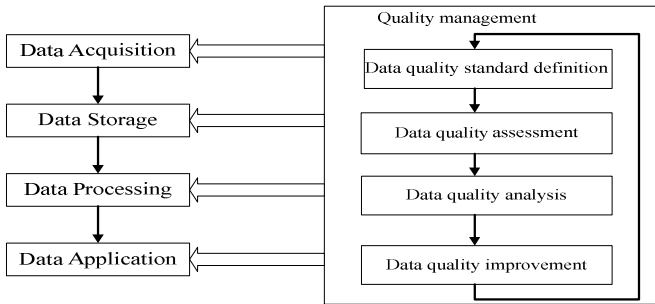 Quality management
Data Acquisition
Data Storage
Data Processing
Data Application
Data quality standard definition
Data quality assessment
Data quality analysis
Data quality improvement